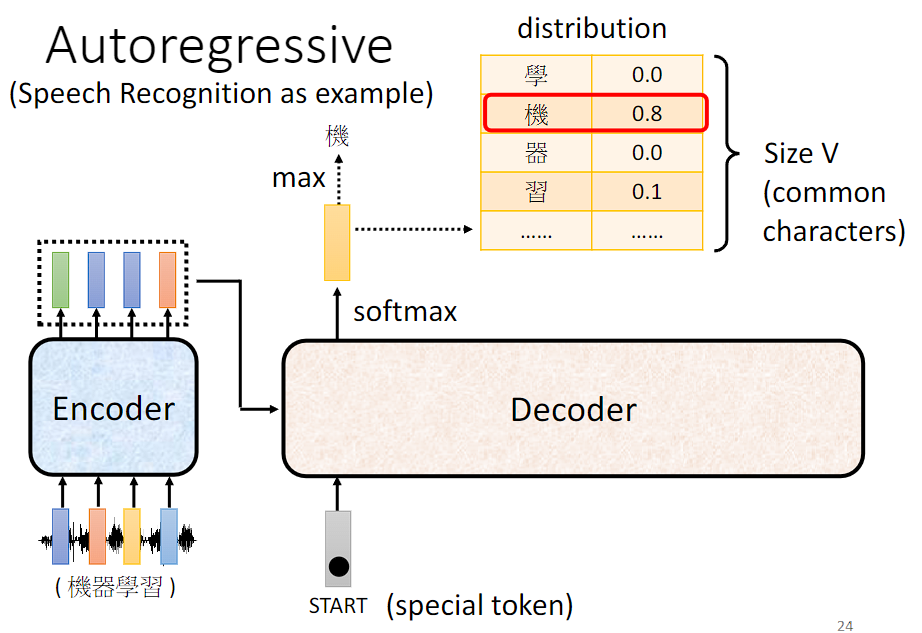 Autoregressive
(Speech Recognition as example)
distribution
學 0.0
機 0.8
器 0.0
習 0.1
…… ……
Size V
(common
characters)
機
max
softmax
Encoder
Decoder
( 機器學習 )
START (special token)
24